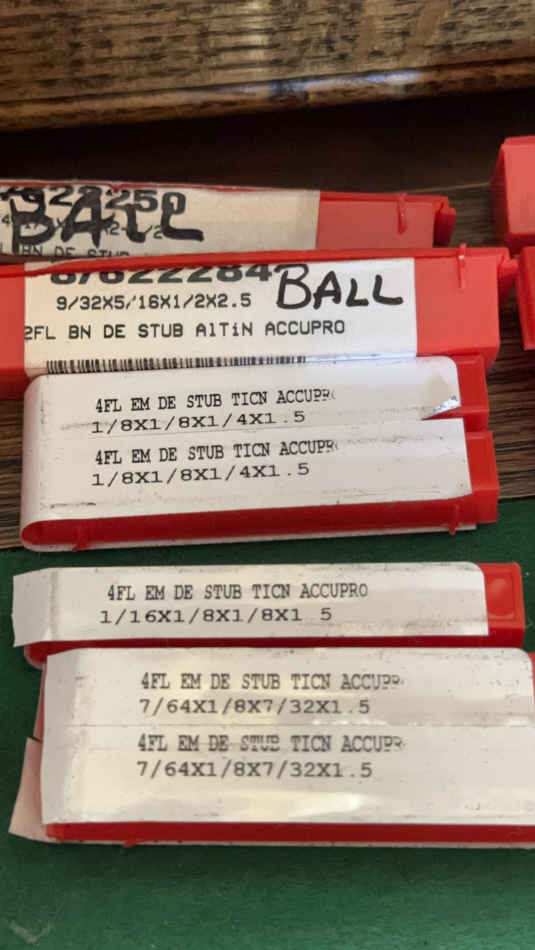 BALL
BN DE STUB
BALL
9/32X5/16X1/2X2.5
2FL BN DE STUB AlTiN ACCUPRO
4FL EM DE STUB TICN ACCUPR
1/8X1/8X1/4X1.5
4FL EM DE STUB TICN ACCUPR
1/8X1/8X1/4X1.5
4FL EM DE STUB TICN ACCUPRO
1/16X1/8X1/8X1 5
4FL EM DE STUB TICN ACCUPR
7/64X1/8X7/32X1.5
4FL EM DE STUB TICN ACCUPR
7/64X1/8X7/32X1.5